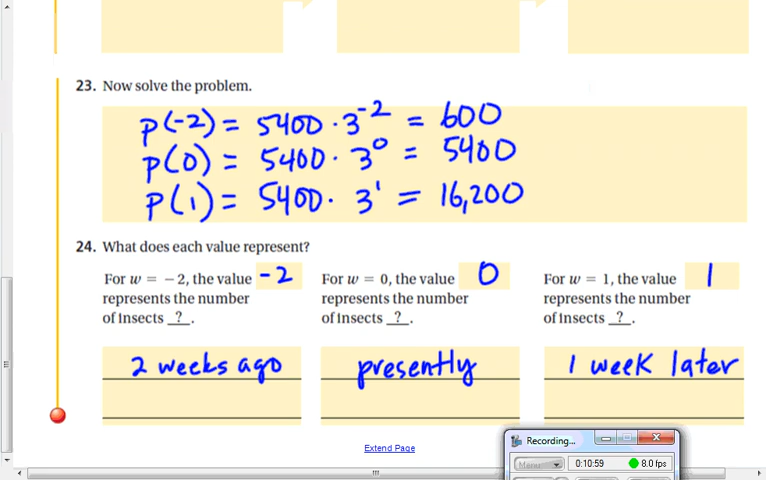 23. Now solve the problem.
p(-2) = 5400 · 3^-2 = 600
p(0) = 5400 · 3^0 = 5400
p(1) = 5400 · 3^1 = 16,200
24. What does each value represent?
For w = −2, the value -2
represents the number
of insects ? .
2 weeks ago
For w = 0, the value 0
represents the number
of insects ? .
presently
For w = 1, the value 1
represents the number
of insects ? .
1 week later
Extend Page
Recording...
Menu 0:10:59 8.0 fps